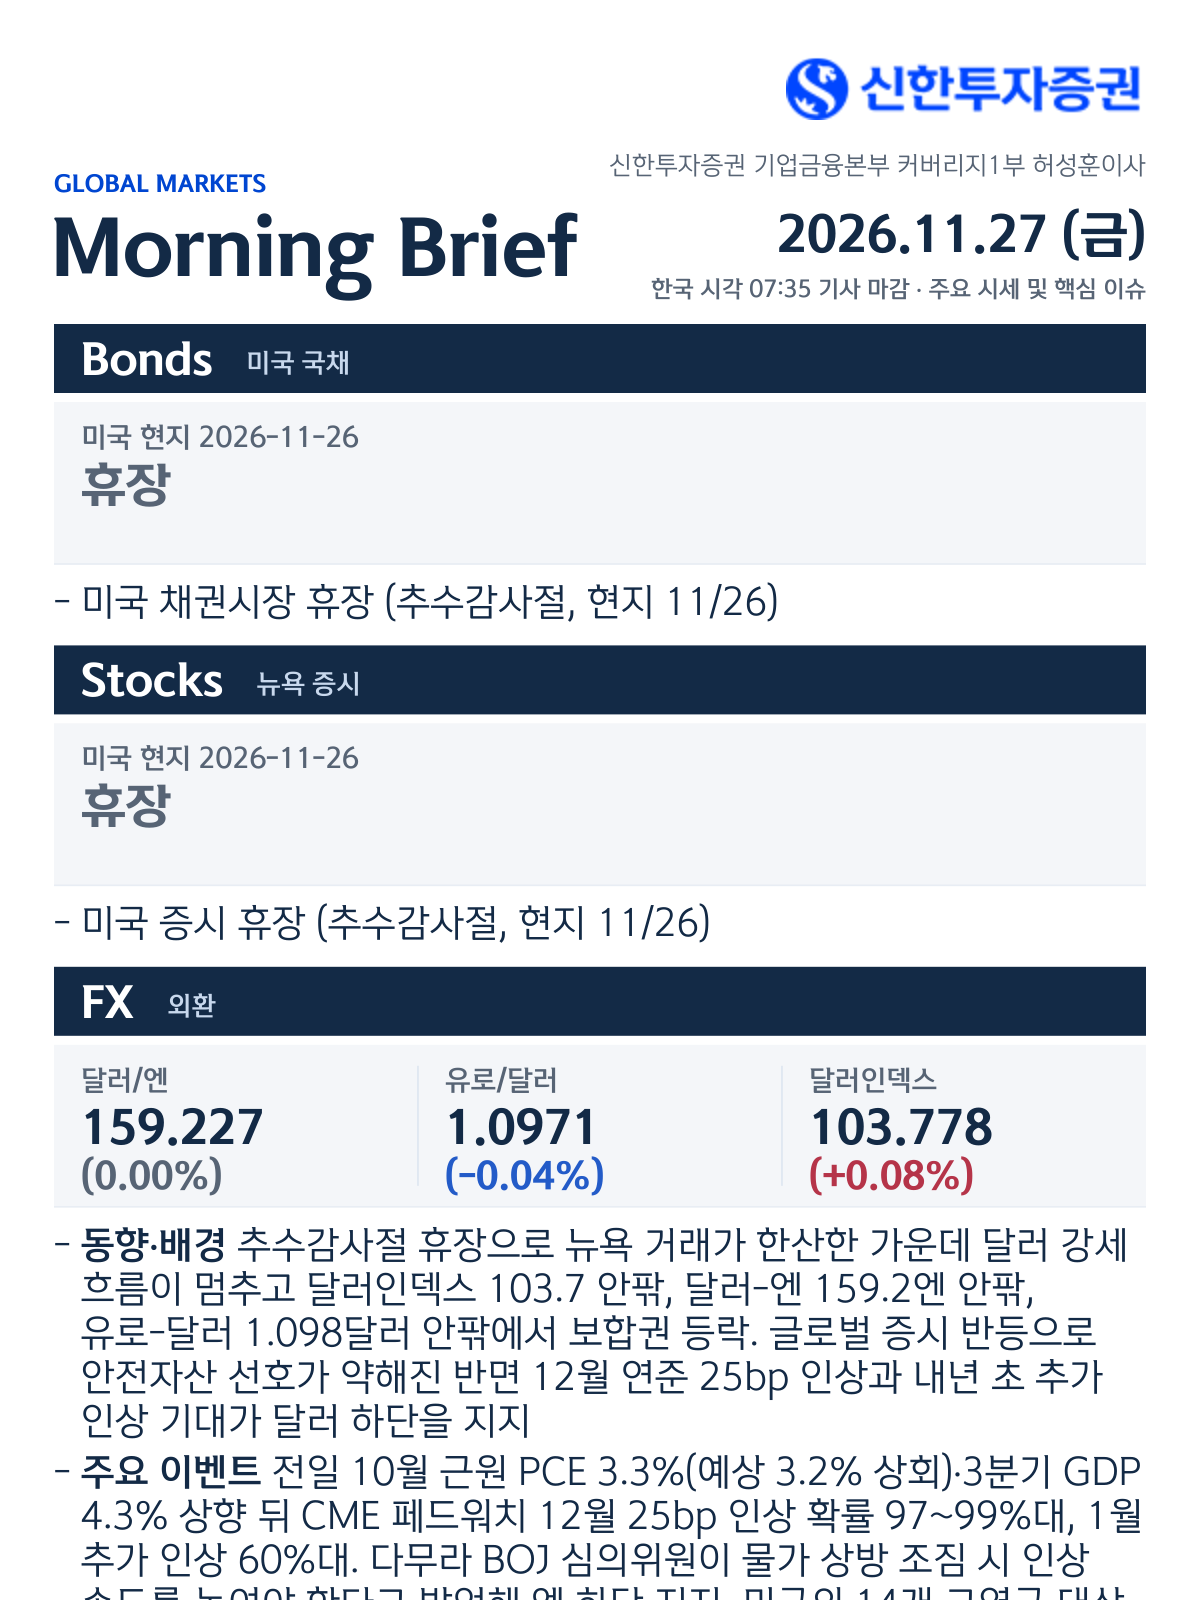 신한투자증권
신한투자증권 기업금융본부 커버리지1부 허성훈이사
GLOBAL MARKETS
Morning Brief
2026.11.27 (금)
한국 시각 07:35 기사 마감 · 주요 시세 및 핵심 이슈
Bonds 미국 국채
미국 현지 2026-11-26
휴장
- 미국 채권시장 휴장 (추수감사절, 현지 11/26)
Stocks 뉴욕 증시
미국 현지 2026-11-26
휴장
- 미국 증시 휴장 (추수감사절, 현지 11/26)
FX 외환
달러/엔 유로/달러 달러인덱스
159.227 1.0971 103.778
(0.00%) (-0.04%) (+0.08%)
- 동향·배경 추수감사절 휴장으로 뉴욕 거래가 한산한 가운데 달러 강세
흐름이 멈추고 달러인덱스 103.7 안팎, 달러-엔 159.2엔 안팎,
유로-달러 1.098달러 안팎에서 보합권 등락. 글로벌 증시 반등으로
안전자산 선호가 약해진 반면 12월 연준 25bp 인상과 내년 초 추가
인상 기대가 달러 하단을 지지
- 주요 이벤트 전일 10월 근원 PCE 3.3%(예상 3.2% 상회)·3분기 GDP
4.3% 상향 뒤 CME 페드워치 12월 25bp 인상 확률 97~99%대, 1월
추가 인상 60%대. 다무라 BOJ 심의위원이 물가 상방 조짐 시 인상